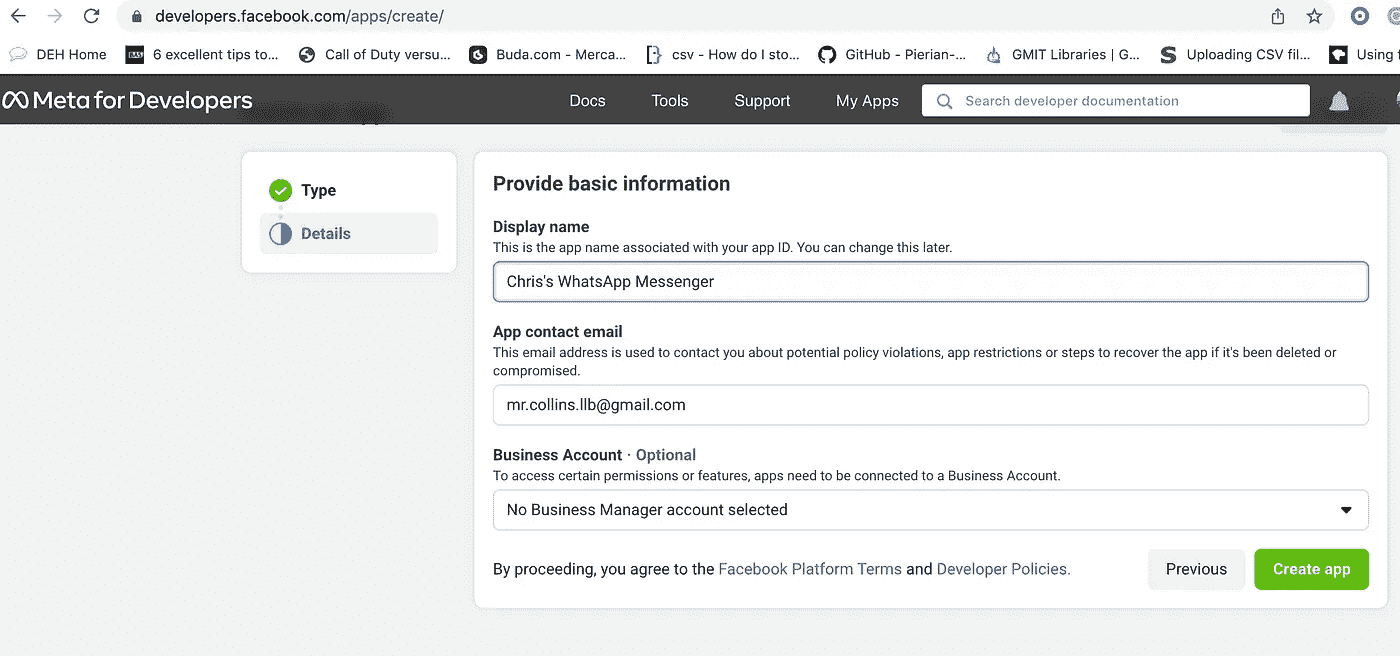 developers.facebook.com/apps/create/
DEH Home 6 excellent tips to... Call of Duty versu... Buda.com - Merca... csv - How do I sto... GitHub - Pierian-... GMIT Libraries | G... Uploading CSV fil... Using
Meta for Developers Docs Tools Support My Apps Search developer documentation
Type
Details
Provide basic information
Display name
This is the app name associated with your app ID. You can change this later.
Chris's WhatsApp Messenger
App contact email
This email address is used to contact you about potential policy violations, app restrictions or steps to recover the app if it's been deleted or
compromised.
mr.collins.llb@gmail.com
Business Account · Optional
To access certain permissions or features, apps need to be connected to a Business Account.
No Business Manager account selected
By proceeding, you agree to the Facebook Platform Terms and Developer Policies.
Previous Create app